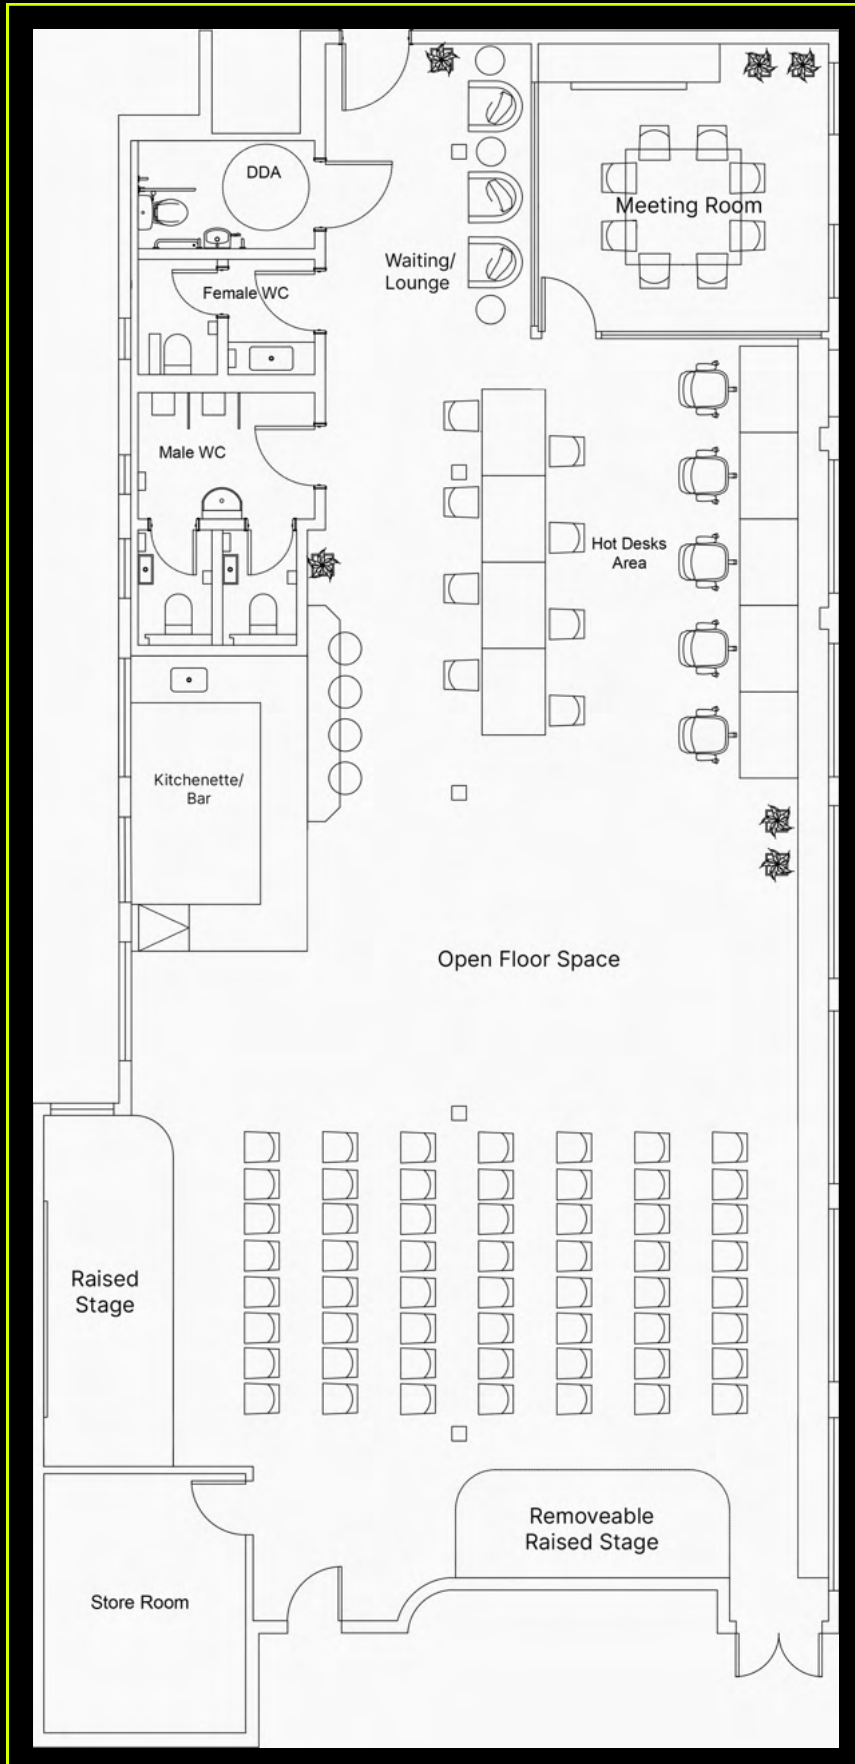 DDA
Meeting Room
Waiting/
Lounge
Female WC
Male WC
Hot Desks
Area
Kitchenette/
Bar
Open Floor Space
Raised
Stage
Removeable
Raised Stage
Store Room